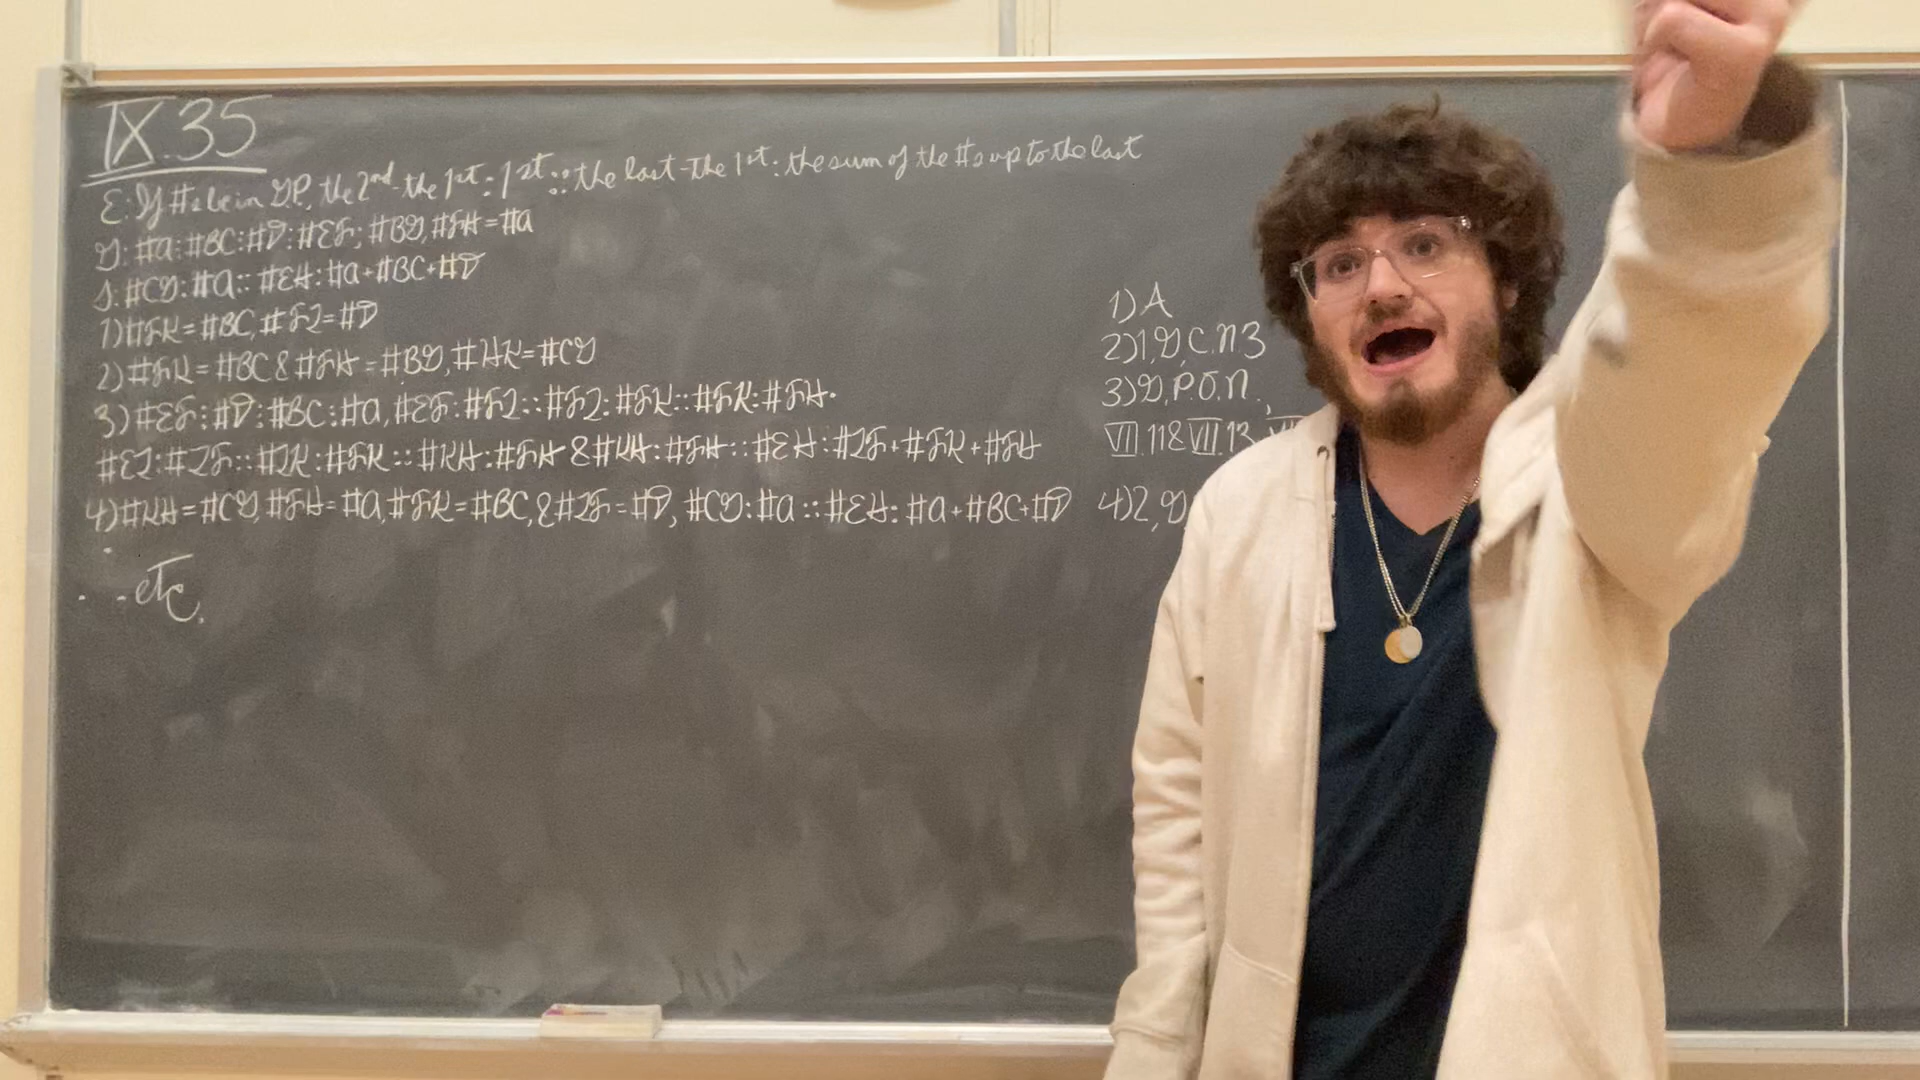 IX.35
E: If #s be in GP, the 2nd-the 1st: 1st :: the last-the 1st: the sum of the #s up to the last
G: #A:#BC:#D:#EF; #BG, #FH=#A
S: #CG:#A::#EH:#A+#BC+#D
1) #FK=#BC, #FL=#D
2) #FK=#BC & #FH=#BG, #HK=#CG
3) #EF:#D:#BC:#A, #EF:#FL::#FL:#FK::#FK:#FH.
#EL:#LF::#LK:#FK::#KH:#FH & #KH:#FH::#EH:#LF+#FK+#FH
4) #KH=#CG, #FH=#A, #FK=#BC, & #LF=#D, #CG:#A::#EH:#A+#BC+#D
... etc.
1) A
2) 1, G, C.N 3
3) G, P.O.N.,
VII.11 & VII.13,
4) 2, G